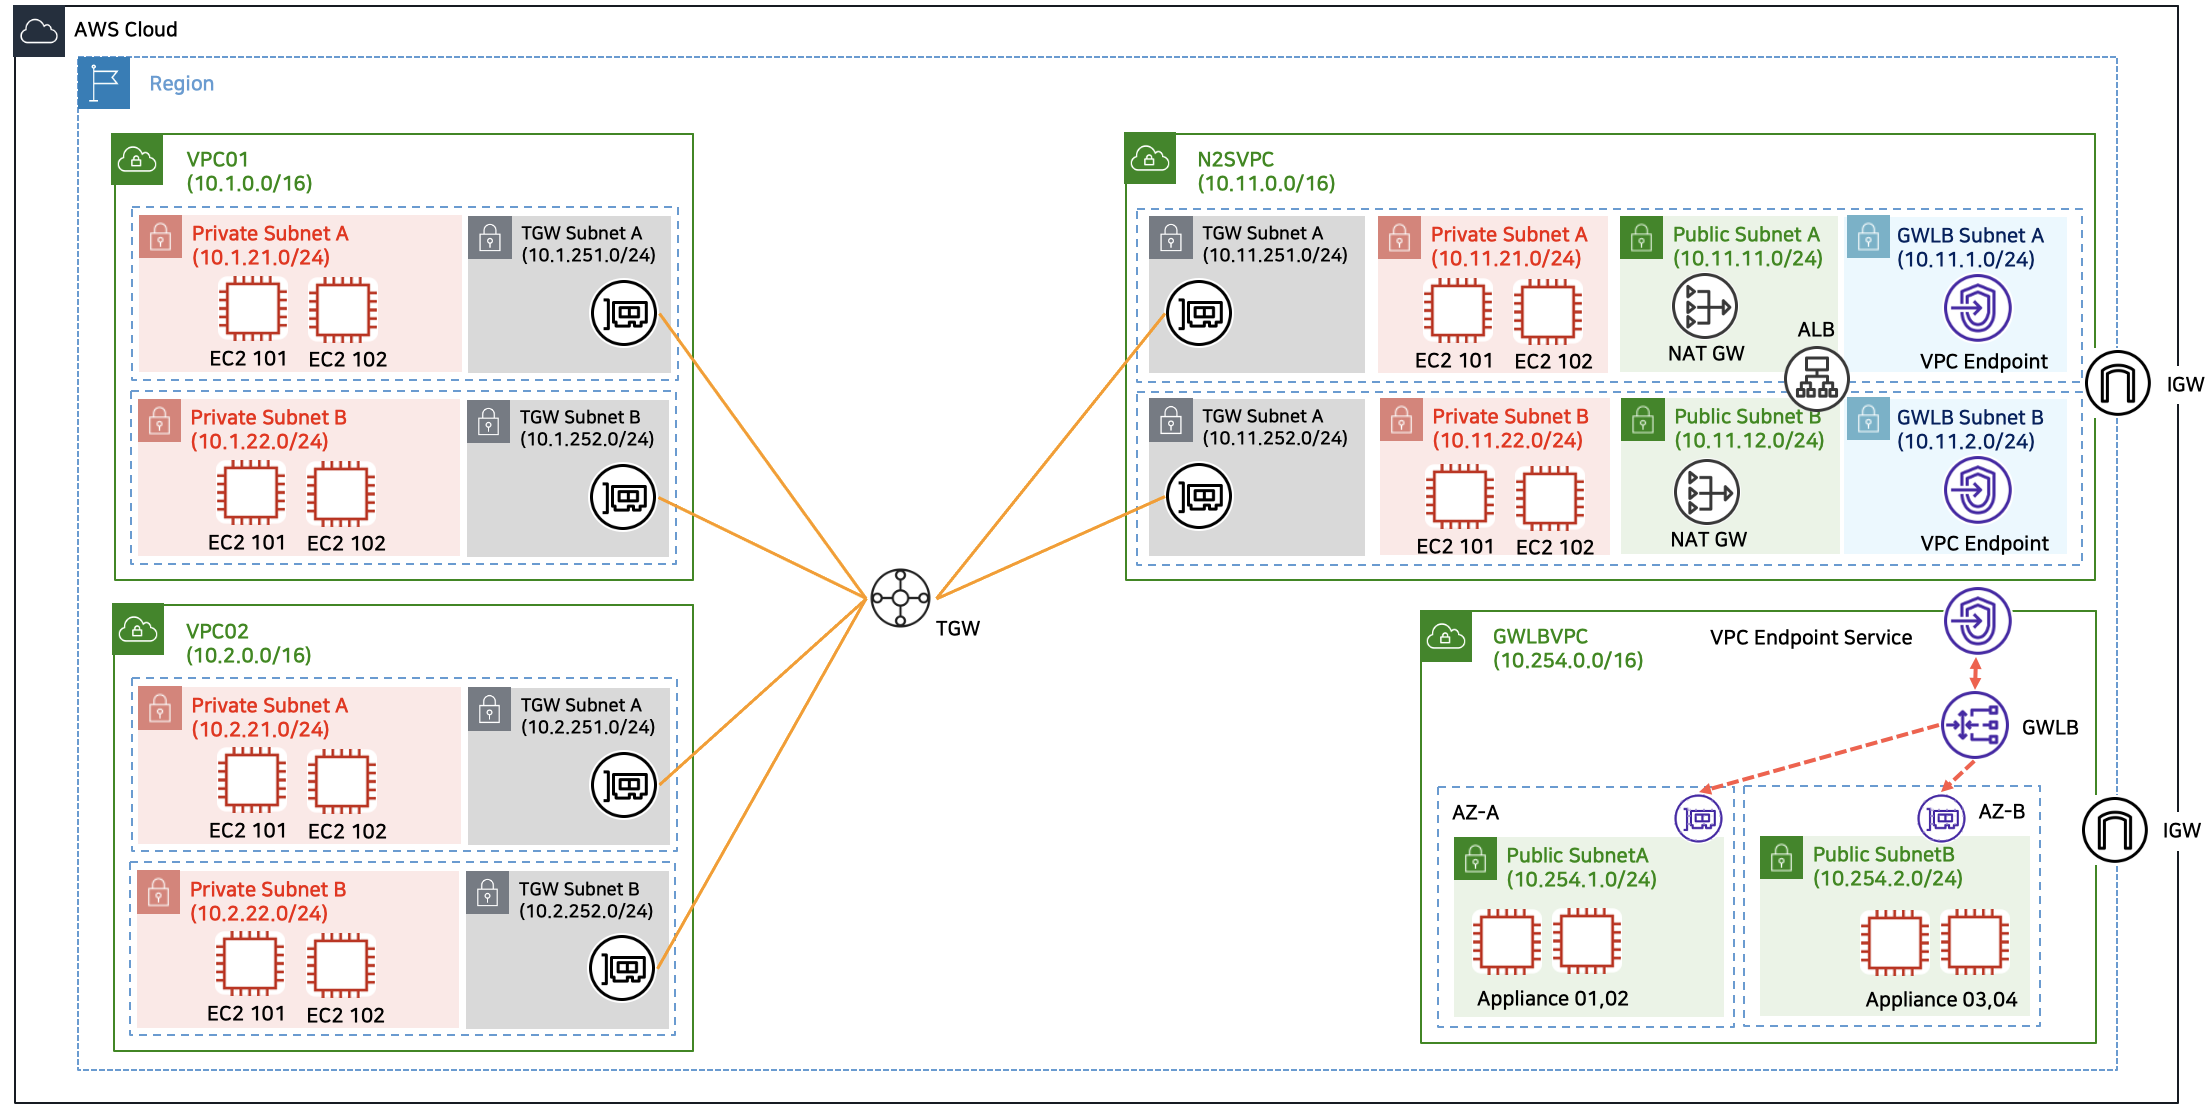 AWS Cloud
Region
VPC01
(10.1.0.0/16)
Private Subnet A
(10.1.21.0/24)
EC2 101
EC2 102
TGW Subnet A
(10.1.251.0/24)
Private Subnet B
(10.1.22.0/24)
EC2 101
EC2 102
TGW Subnet B
(10.1.252.0/24)
VPC02
(10.2.0.0/16)
Private Subnet A
(10.2.21.0/24)
EC2 101
EC2 102
TGW Subnet A
(10.2.251.0/24)
Private Subnet B
(10.2.22.0/24)
EC2 101
EC2 102
TGW Subnet B
(10.2.252.0/24)
TGW
N2SVPC
(10.11.0.0/16)
TGW Subnet A
(10.11.251.0/24)
Private Subnet A
(10.11.21.0/24)
EC2 101
EC2 102
Public Subnet A
(10.11.11.0/24)
NAT GW
ALB
GWLB Subnet A
(10.11.1.0/24)
VPC Endpoint
IGW
TGW Subnet A
(10.11.252.0/24)
Private Subnet B
(10.11.22.0/24)
EC2 101
EC2 102
Public Subnet B
(10.11.12.0/24)
NAT GW
GWLB Subnet B
(10.11.2.0/24)
VPC Endpoint
GWLBVPC
(10.254.0.0/16)
VPC Endpoint Service
GWLB
AZ-A
Public SubnetA
(10.254.1.0/24)
Appliance 01,02
AZ-B
Public SubnetB
(10.254.2.0/24)
Appliance 03,04
IGW